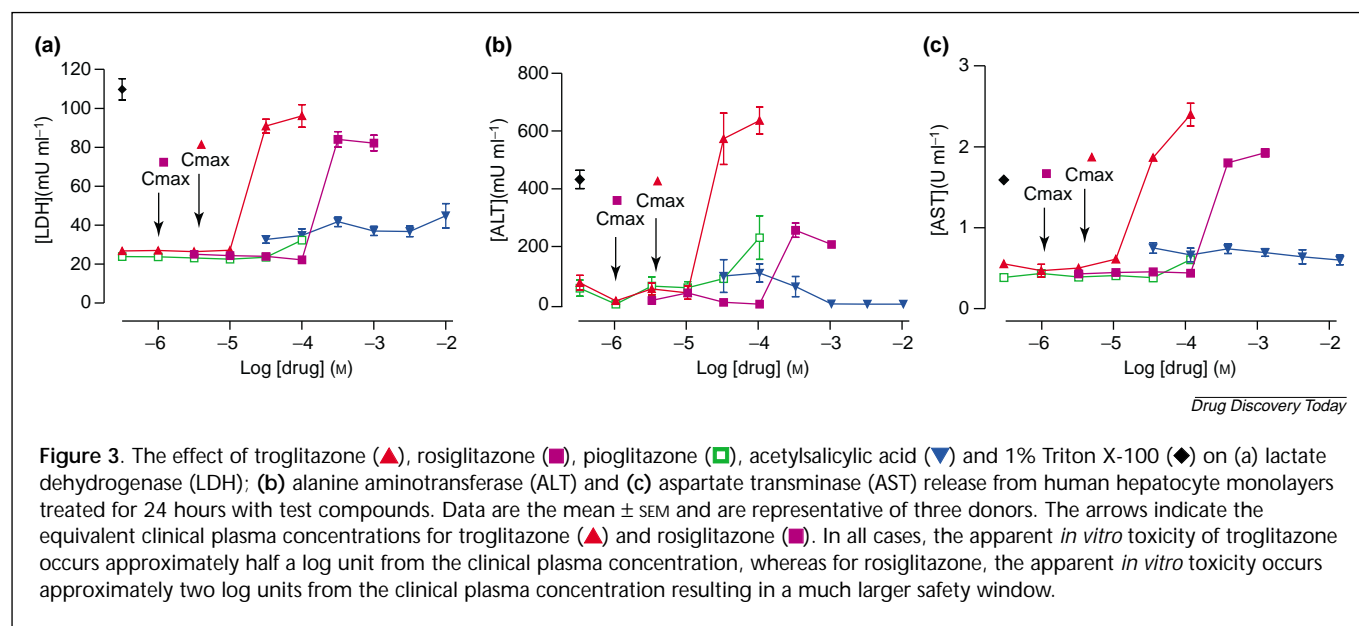 (a)
120
100
80
60
40
20
0
[LDH](mU ml⁻¹)
Cmax
Cmax
–6 –5 –4 –3 –2
Log [drug] (M)
(b)
800
600
400
200
0
[ALT](mU ml⁻¹)
Cmax
Cmax
–6 –5 –4 –3 –2
Log [drug] (M)
(c)
3
2
1
0
[AST](U ml⁻¹)
Cmax
Cmax
–6 –5 –4 –3 –2
Log [drug] (M)
Drug Discovery Today
Figure 3. The effect of troglitazone (▲), rosiglitazone (■), pioglitazone (□), acetylsalicylic acid (▼) and 1% Triton X-100 (◆) on (a) lactate
dehydrogenase (LDH); (b) alanine aminotransferase (ALT) and (c) aspartate transminase (AST) release from human hepatocyte monolayers
treated for 24 hours with test compounds. Data are the mean ± SEM and are representative of three donors. The arrows indicate the
equivalent clinical plasma concentrations for troglitazone (▲) and rosiglitazone (■). In all cases, the apparent in vitro toxicity of troglitazone
occurs approximately half a log unit from the clinical plasma concentration, whereas for rosiglitazone, the apparent in vitro toxicity occurs
approximately two log units from the clinical plasma concentration resulting in a much larger safety window.